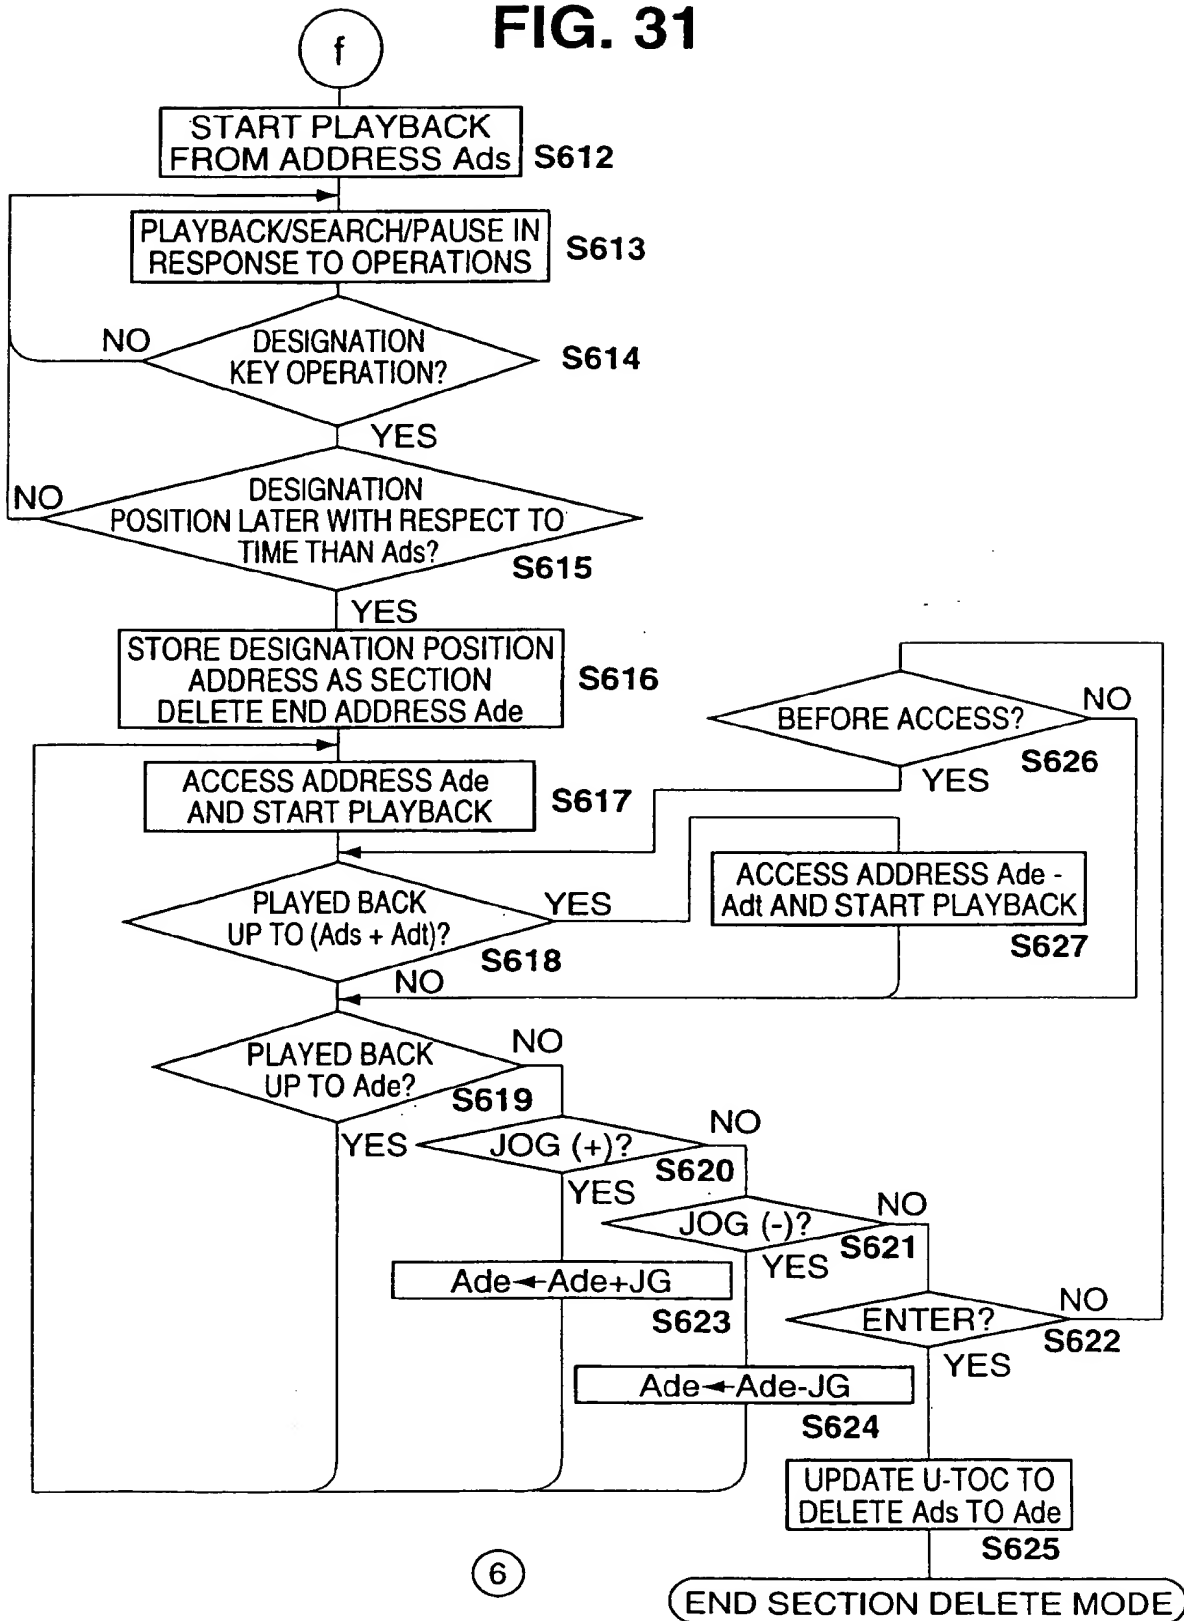 FIG. 31
f
START PLAYBACK
FROM ADDRESS Ads
S612
PLAYBACK/SEARCH/PAUSE IN
RESPONSE TO OPERATIONS
S613
DESIGNATION
KEY OPERATION?
S614
NO
YES
DESIGNATION
POSITION LATER WITH RESPECT TO
TIME THAN Ads?
S615
NO
YES
STORE DESIGNATION POSITION
ADDRESS AS SECTION
DELETE END ADDRESS Ade
S616
ACCESS ADDRESS Ade
AND START PLAYBACK
S617
BEFORE ACCESS?
S626
NO
YES
PLAYED BACK
UP TO (Ads + Adt)?
S618
YES
NO
ACCESS ADDRESS Ade -
Adt AND START PLAYBACK
S627
PLAYED BACK
UP TO Ade?
S619
NO
YES
JOG (+)?
S620
NO
YES
JOG (-)?
S621
NO
YES
Ade←Ade+JG
S623
ENTER?
S622
NO
YES
Ade←Ade-JG
S624
UPDATE U-TOC TO
DELETE Ads TO Ade
S625
6
END SECTION DELETE MODE